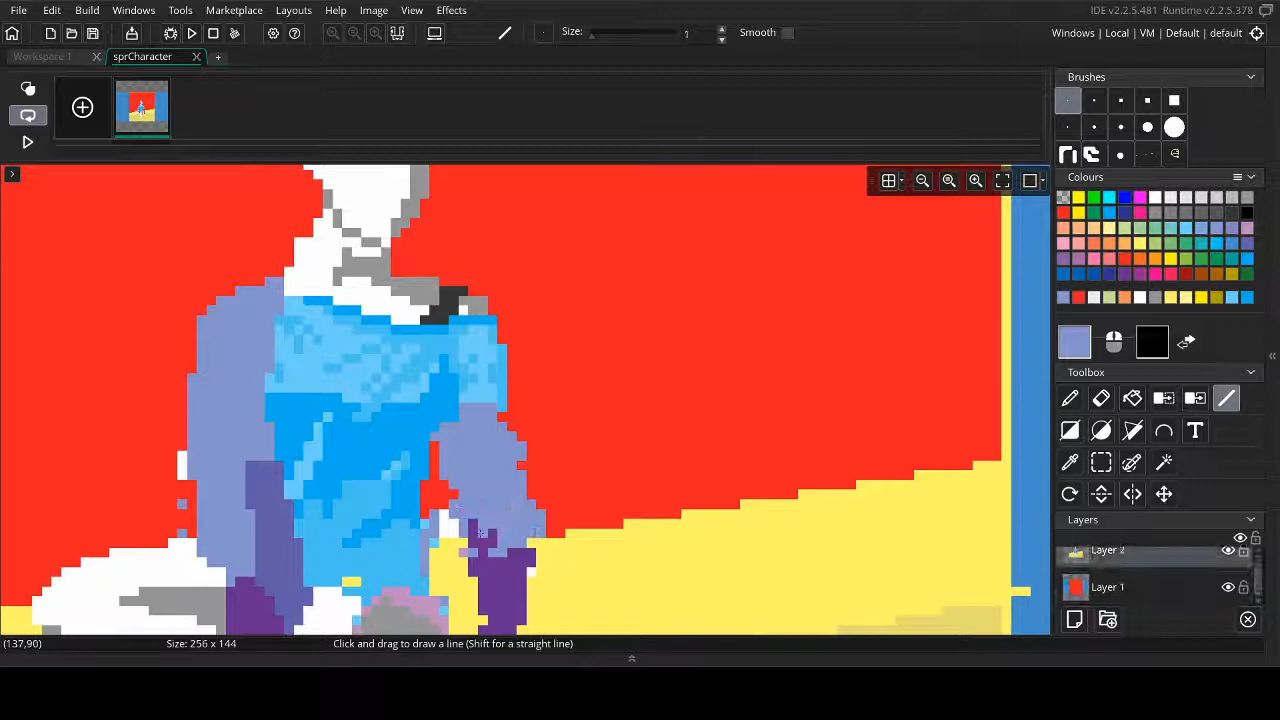 File Edit Build Windows Tools Marketplace Layouts Help Image View Effects IDE v2.2.5.481 Runtime v2.2.5.378
Size: 1 Smooth Windows | Local | VM | Default | default
Workspace 1 sprCharacter
Brushes
Colours
Toolbox
T
Layers
Layer 2
Layer 1
(137,90) Size: 256 x 144 Click and drag to draw a line (Shift for a straight line)